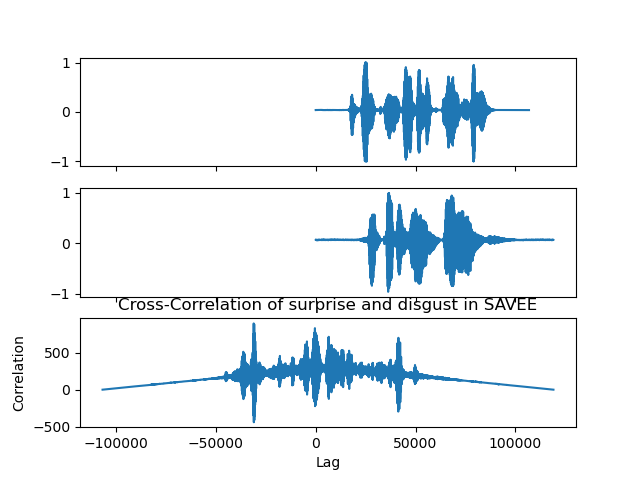 1
0
−1
1
0
−1
Cross-Correlation of surprise and disgust in SAVEE
Correlation
500
0
−500
−100000 −50000 0 50000 100000
Lag